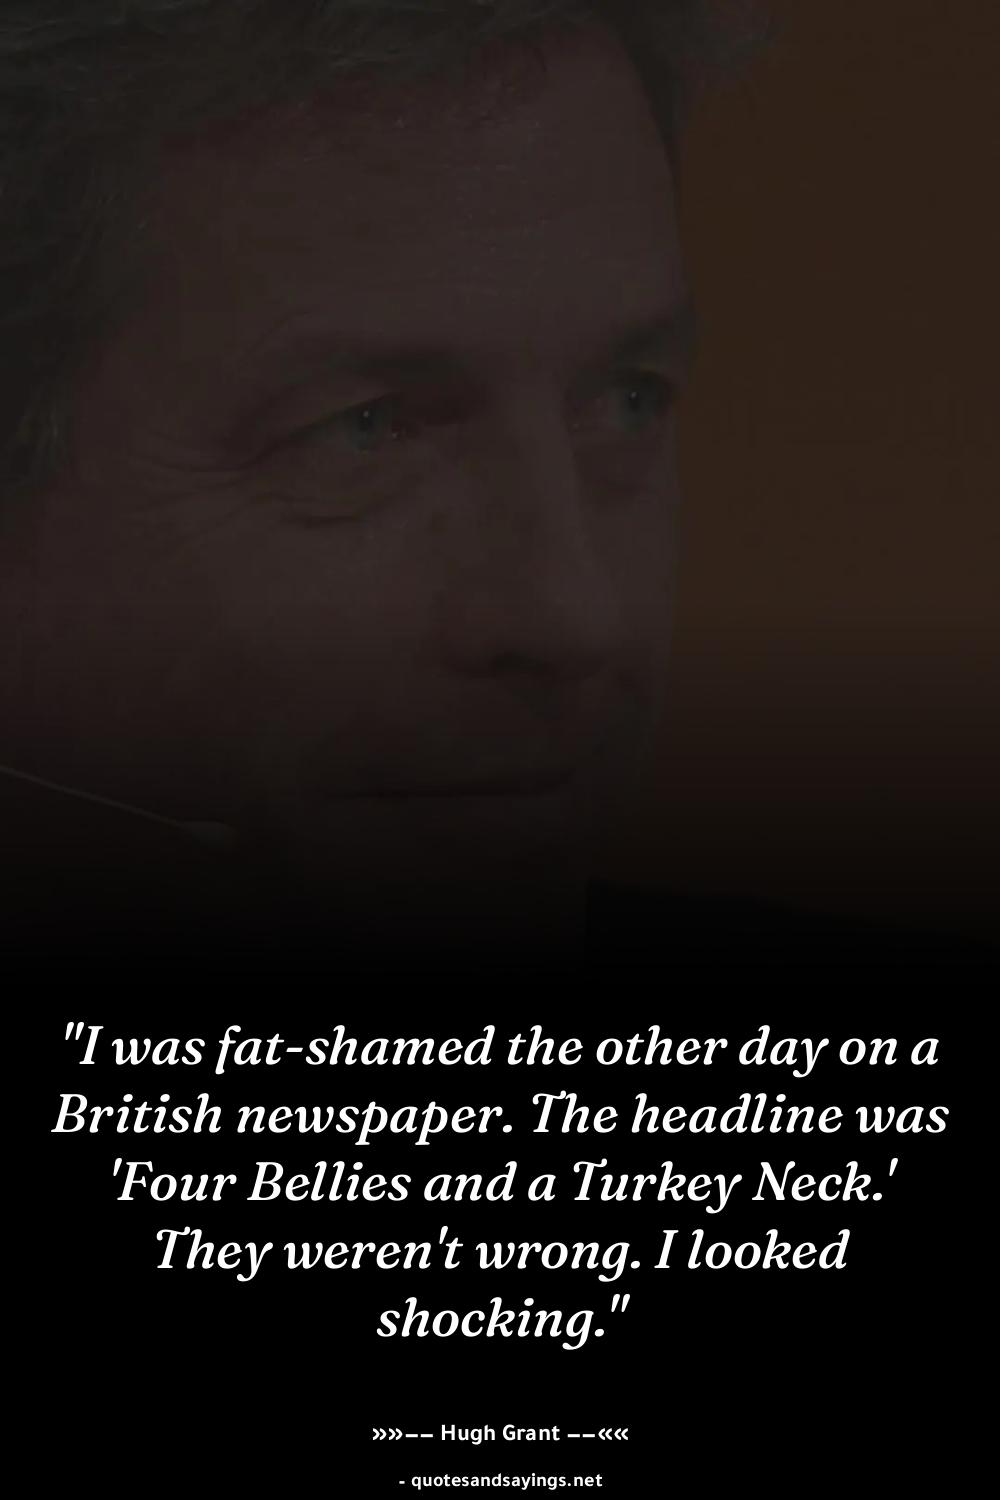 "I was fat-shamed the other day on a
British newspaper. The headline was
'Four Bellies and a Turkey Neck.'
They weren't wrong. I looked
shocking."
»»–– Hugh Grant ––««
- quotesandsayings.net